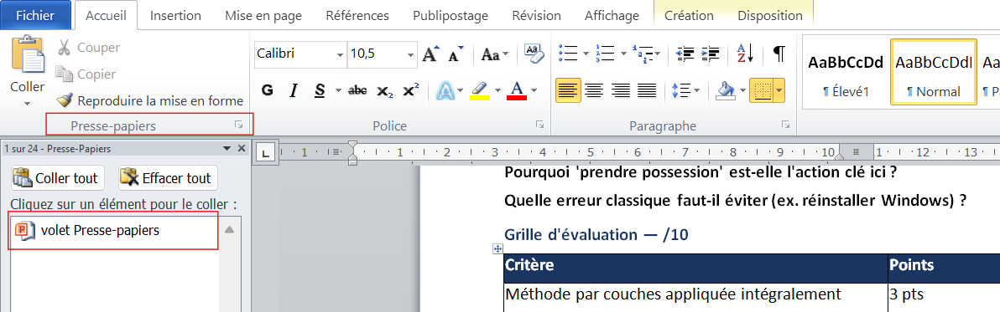 Fichier Accueil Insertion Mise en page Références Publipostage Révision Affichage Création Disposition
Coller
Couper
Copier
Reproduire la mise en forme
Presse-papiers
Calibri 10,5 A A Aa
G I S abc x₂ x² A A
Police
Paragraphe
AaBbCcDd AaBbCcDdI
¶ Élevé1 ¶ Normal
1 sur 24 - Presse-Papiers
Coller tout Effacer tout
Cliquez sur un élément pour le coller :
volet Presse-papiers
1 1 2 3 4 5 6 7 8 9 10 12 13
Pourquoi 'prendre possession' est-elle l'action clé ici ?
Quelle erreur classique faut-il éviter (ex. réinstaller Windows) ?
Grille d'évaluation — /10
Critère Points
Méthode par couches appliquée intégralement 3 pts